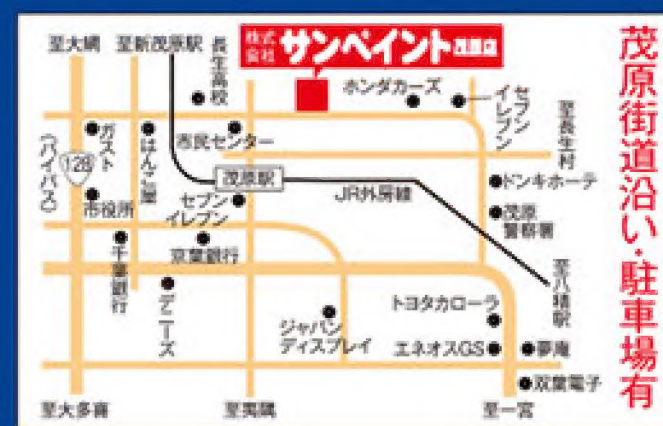 至大網
至新茂原駅
長生高校
株式会社 サンペイント 茂原店
ホンダカーズ
セブンイレブン
至長生村
茂原街道沿い・駐車場有
ガスト
はんこ屋
市民センター
128
(バイパス)
茂原駅
JR外房線
ドンキホーテ
市役所
セブン
イレブン
茂原
警察署
千葉銀行
京葉銀行
デニーズ
至八積駅
トヨタカローラ
ジャパン
ディスプレイ
エネオスGS
夢庵
双葉電子
至大多喜
至夷隅
至一宮